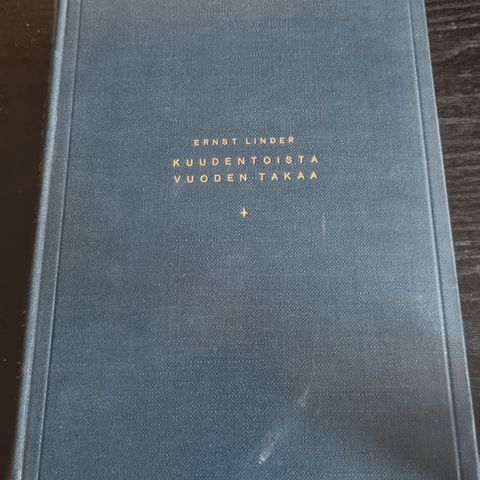 ERNST LINDER
KUUDENTOISTA
VUODEN TAKAA